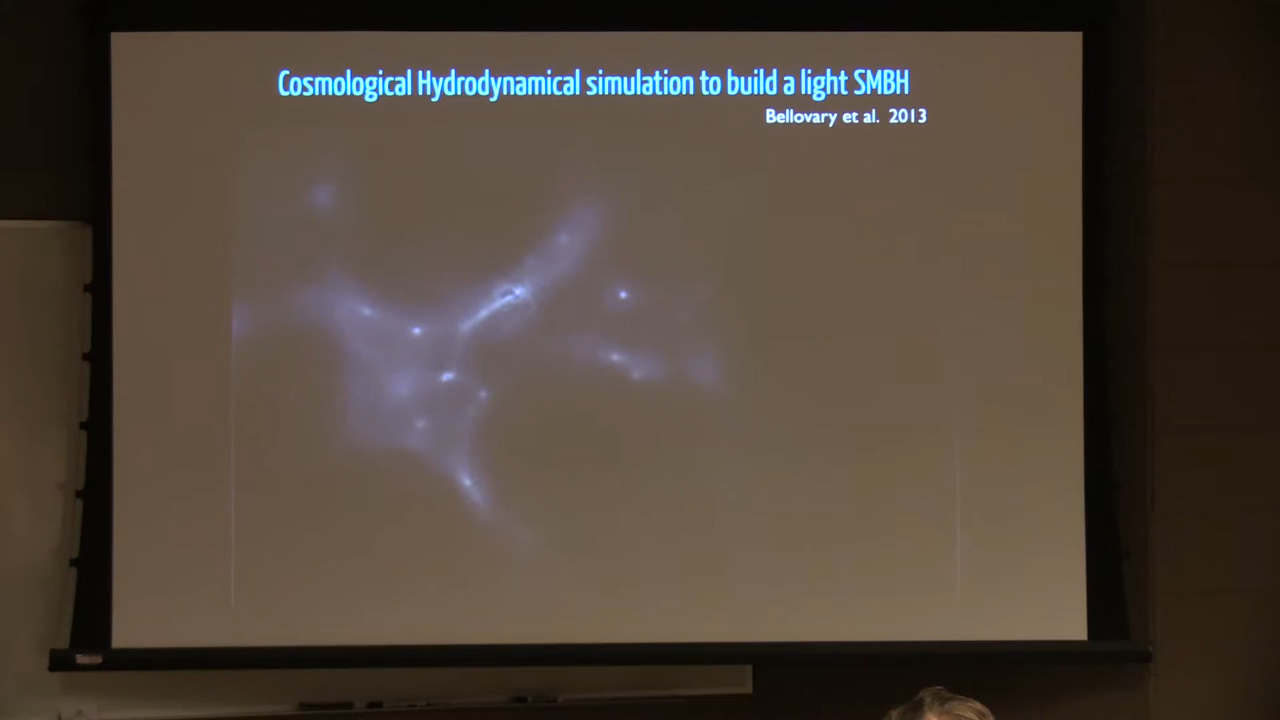 Cosmological Hydrodynamical simulation to build a light SMBH
Bellovary et al. 2013